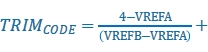 TRIM_CODE = (4−VREFA)/(VREFB−VREFA) +